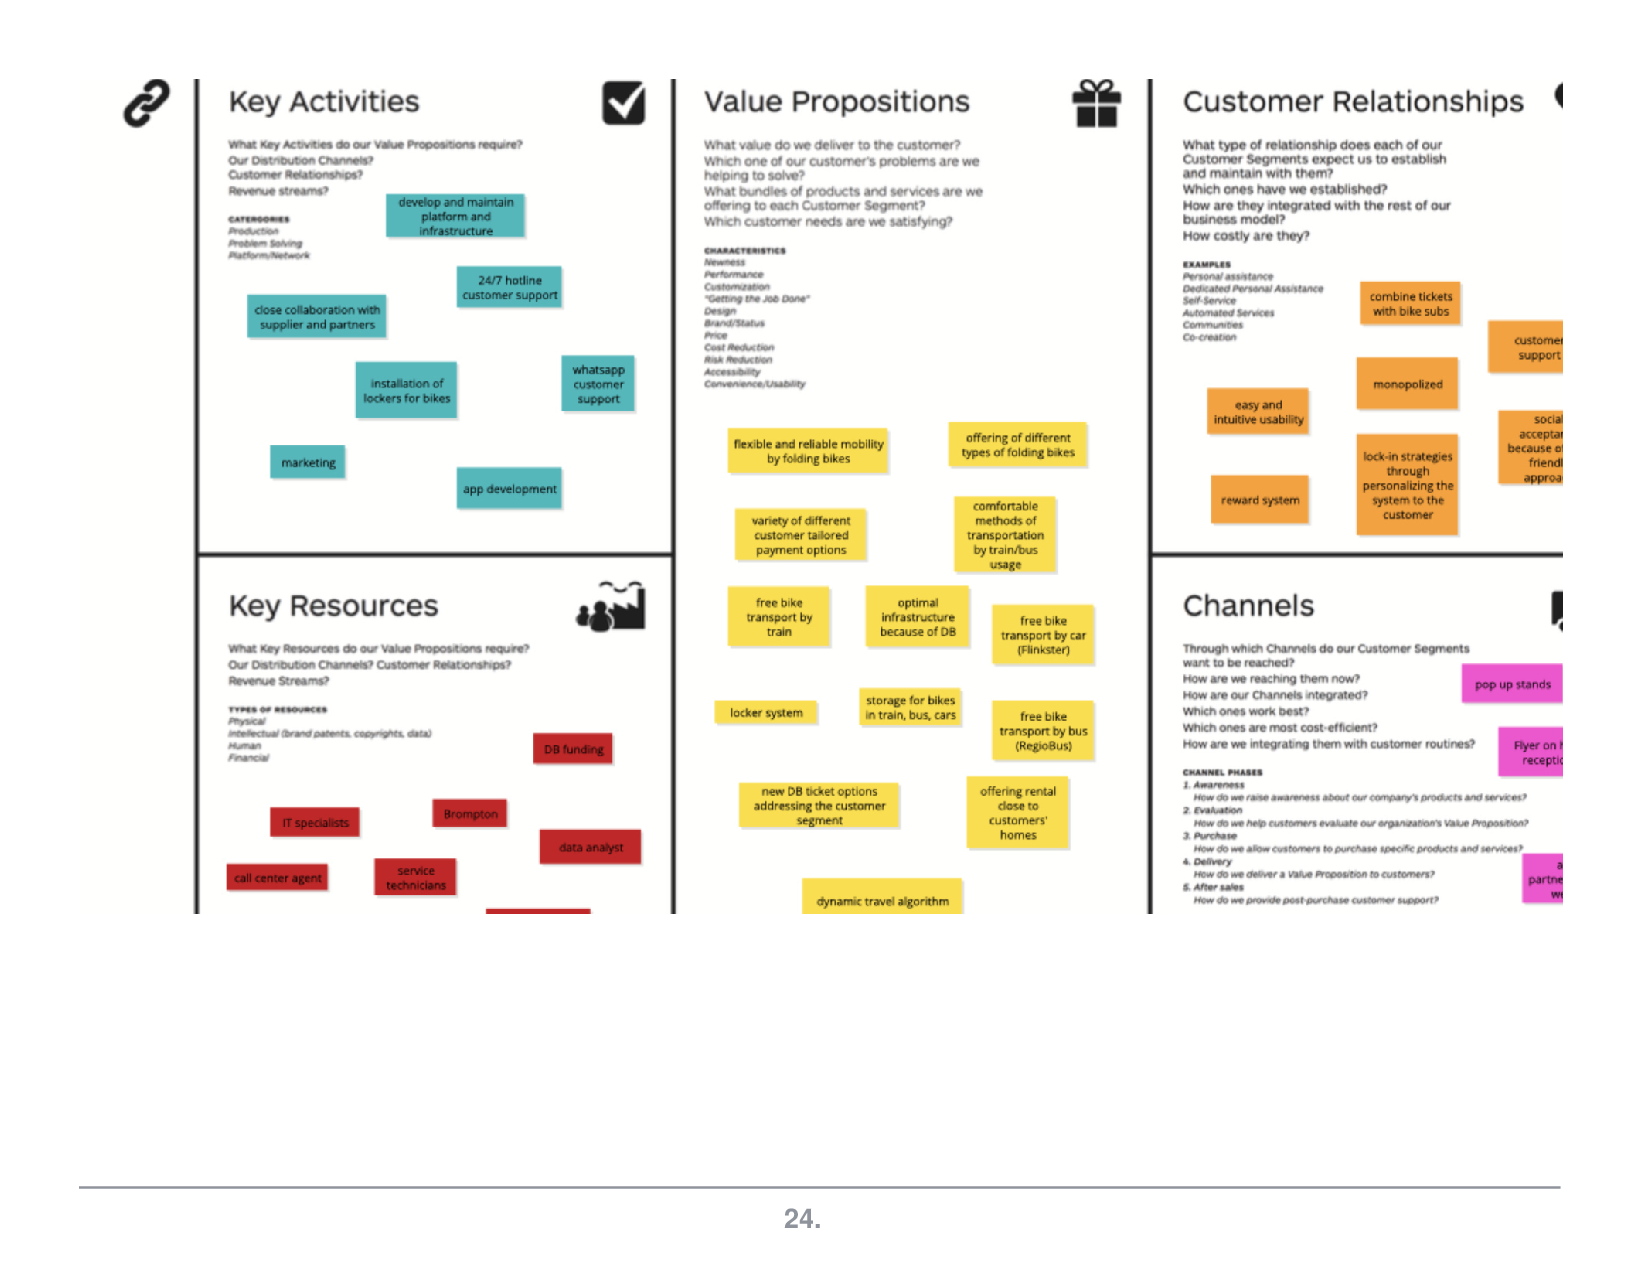 Key Activities
What Key Activities do our Value Propositions require?
Our Distribution Channels?
Customer Relationships?
Revenue streams?
CATERGORIES
Production
Problem Solving
Platform/Network
develop and maintain
platform and
infrastructure
24/7 hotline
customer support
close collaboration with
supplier and partners
installation of
lockers for bikes
whatsapp
customer
support
marketing
app development
Key Resources
What Key Resources do our Value Propositions require?
Our Distribution Channels? Customer Relationships?
Revenue Streams?
TYPES OF RESOURCES
Physical
Intellectual (brand patents, copyrights, data)
Human
Financial
DB funding
IT specialists
Brompton
data analyst
call center agent
service
technicians
Value Propositions
What value do we deliver to the customer?
Which one of our customer's problems are we
helping to solve?
What bundles of products and services are we
offering to each Customer Segment?
Which customer needs are we satisfying?
CHARACTERISTICS
Newness
Performance
Customization
"Getting the Job Done"
Design
Brand/Status
Price
Cost Reduction
Risk Reduction
Accessibility
Convenience/Usability
flexible and reliable mobility
by folding bikes
offering of different
types of folding bikes
variety of different
customer tailored
payment options
comfortable
methods of
transportation
by train/bus
usage
free bike
transport by
train
optimal
infrastructure
because of DB
free bike
transport by car
(Flinkster)
locker system
storage for bikes
in train, bus, cars
free bike
transport by bus
(RegioBus)
new DB ticket options
addressing the customer
segment
offering rental
close to
customers'
homes
dynamic travel algorithm
Customer Relationships
What type of relationship does each of our
Customer Segments expect us to establish
and maintain with them?
Which ones have we established?
How are they integrated with the rest of our
business model?
How costly are they?
EXAMPLES
Personal assistance
Dedicated Personal Assistance
Self-Service
Automated Services
Communities
Co-creation
combine tickets
with bike subs
customer
support
monopolized
easy and
intuitive usability
social
because
lock-in strategies
through
personalizing the
system to the
customer
reward system
Channels
Through which Channels do our Customer Segments
want to be reached?
How are we reaching them now?
How are our Channels integrated?
Which ones work best?
Which ones are most cost-efficient?
How are we integrating them with customer routines?
CHANNEL PHASES
1. Awareness
How do we raise awareness about our company's products and services?
2. Evaluation
How do we help customers evaluate our organization's Value Proposition?
3. Purchase
How do we allow customers to purchase specific products and services?
4. Delivery
How do we deliver a Value Proposition to customers?
5. After sales
How do we provide post-purchase customer support?
pop up stands
Flyer on
24.